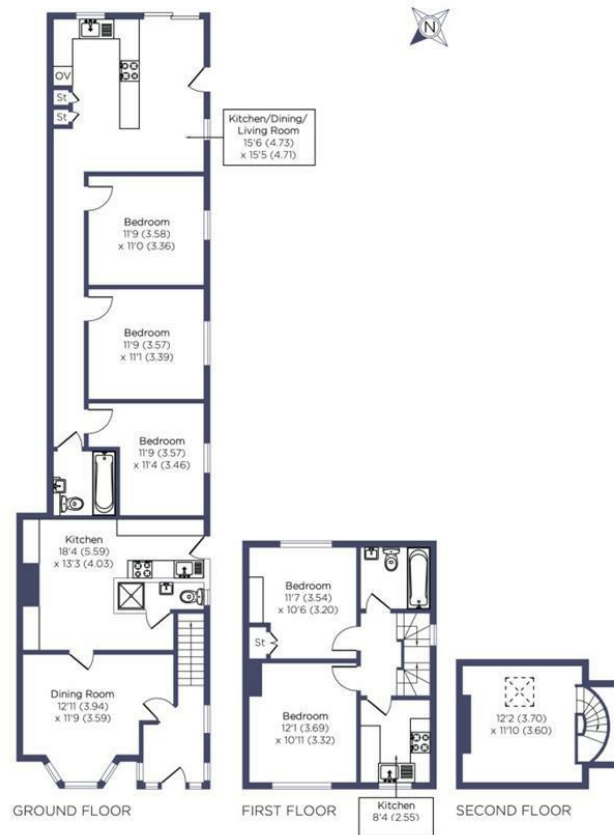 N
OV
St
St
Kitchen/Dining/
Living Room
15'6 (4.73)
x 15'5 (4.71)
Bedroom
11'9 (3.58)
x 11'0 (3.36)
Bedroom
11'9 (3.57)
x 11'1 (3.39)
Bedroom
11'9 (3.57)
x 11'4 (3.46)
Kitchen
18'4 (5.59)
x 13'3 (4.03)
Dining Room
12'11 (3.94)
x 11'9 (3.59)
GROUND FLOOR
Bedroom
11'7 (3.54)
x 10'6 (3.20)
St
Bedroom
12'1 (3.69)
x 10'11 (3.32)
Kitchen
8'4 (2.55)
FIRST FLOOR
12'2 (3.70)
x 11'10 (3.60)
SECOND FLOOR